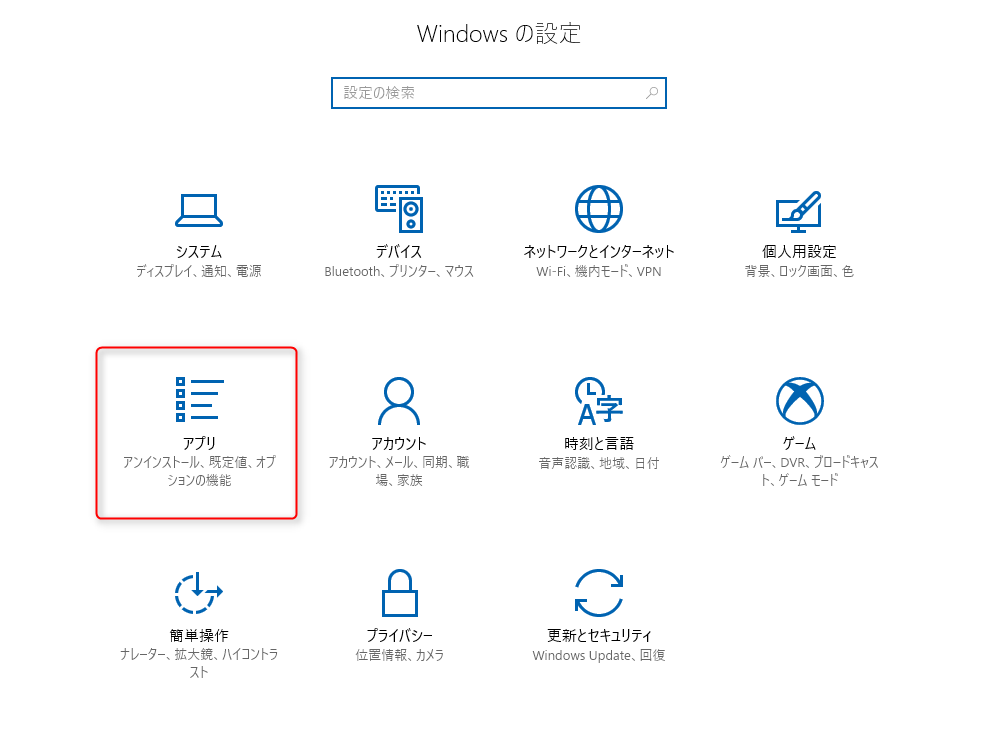 Windows の設定
設定の検索
システム
ディスプレイ、通知、電源
デバイス
Bluetooth、プリンター、マウス
ネットワークとインターネット
Wi-Fi、機内モード、VPN
個人用設定
背景、ロック画面、色
アプリ
アンインストール、既定値、オプ
ションの機能
アカウント
アカウント、メール、同期、職
場、家族
時刻と言語
音声認識、地域、日付
ゲーム
ゲーム バー、DVR、ブロードキャス
ト、ゲーム モード
簡単操作
ナレーター、拡大鏡、ハイコントラ
スト
プライバシー
位置情報、カメラ
更新とセキュリティ
Windows Update、回復